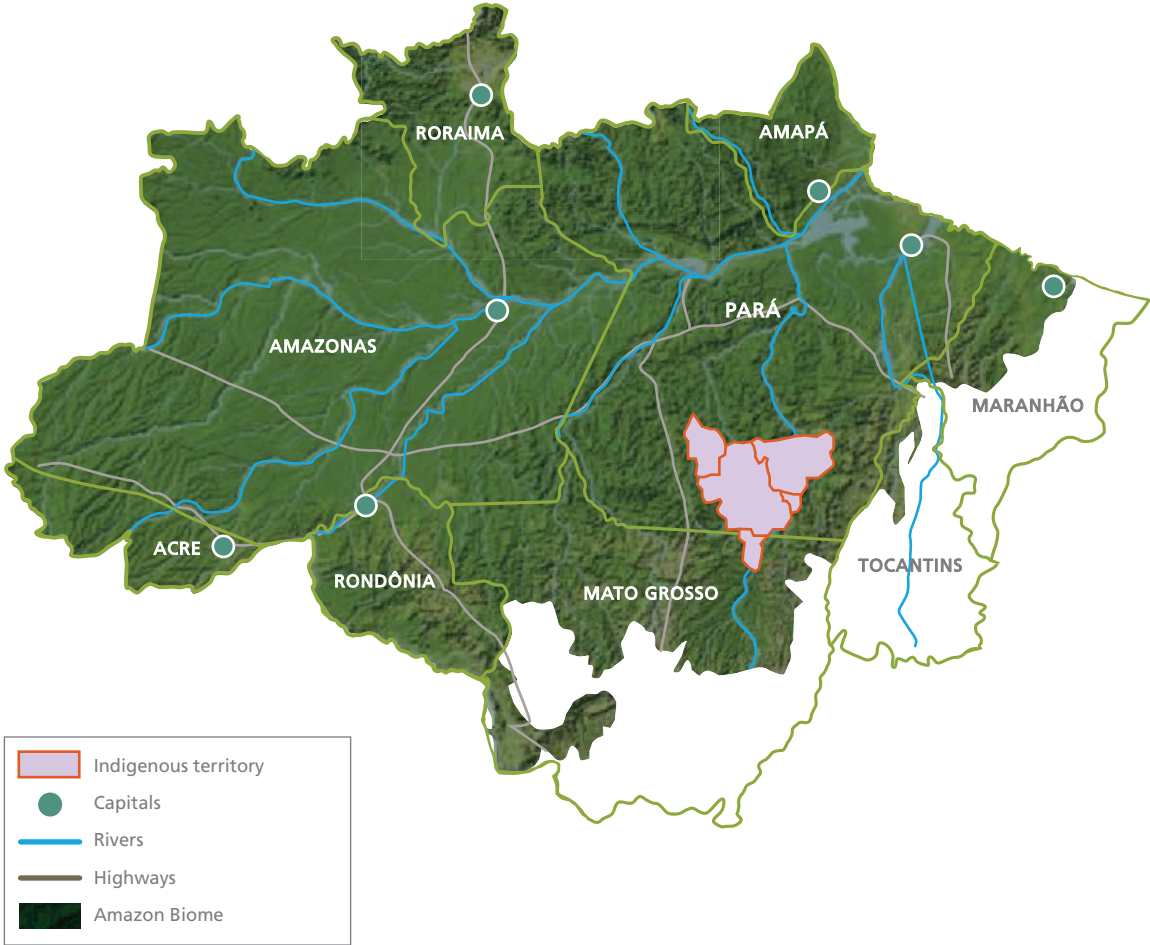 RORAIMA
AMAPÁ
PARÁ
AMAZONAS
MARANHÃO
ACRE
TOCANTINS
RONDÔNIA
MATO GROSSO
Indigenous territory
Capitals
Rivers
Highways
Amazon Biome